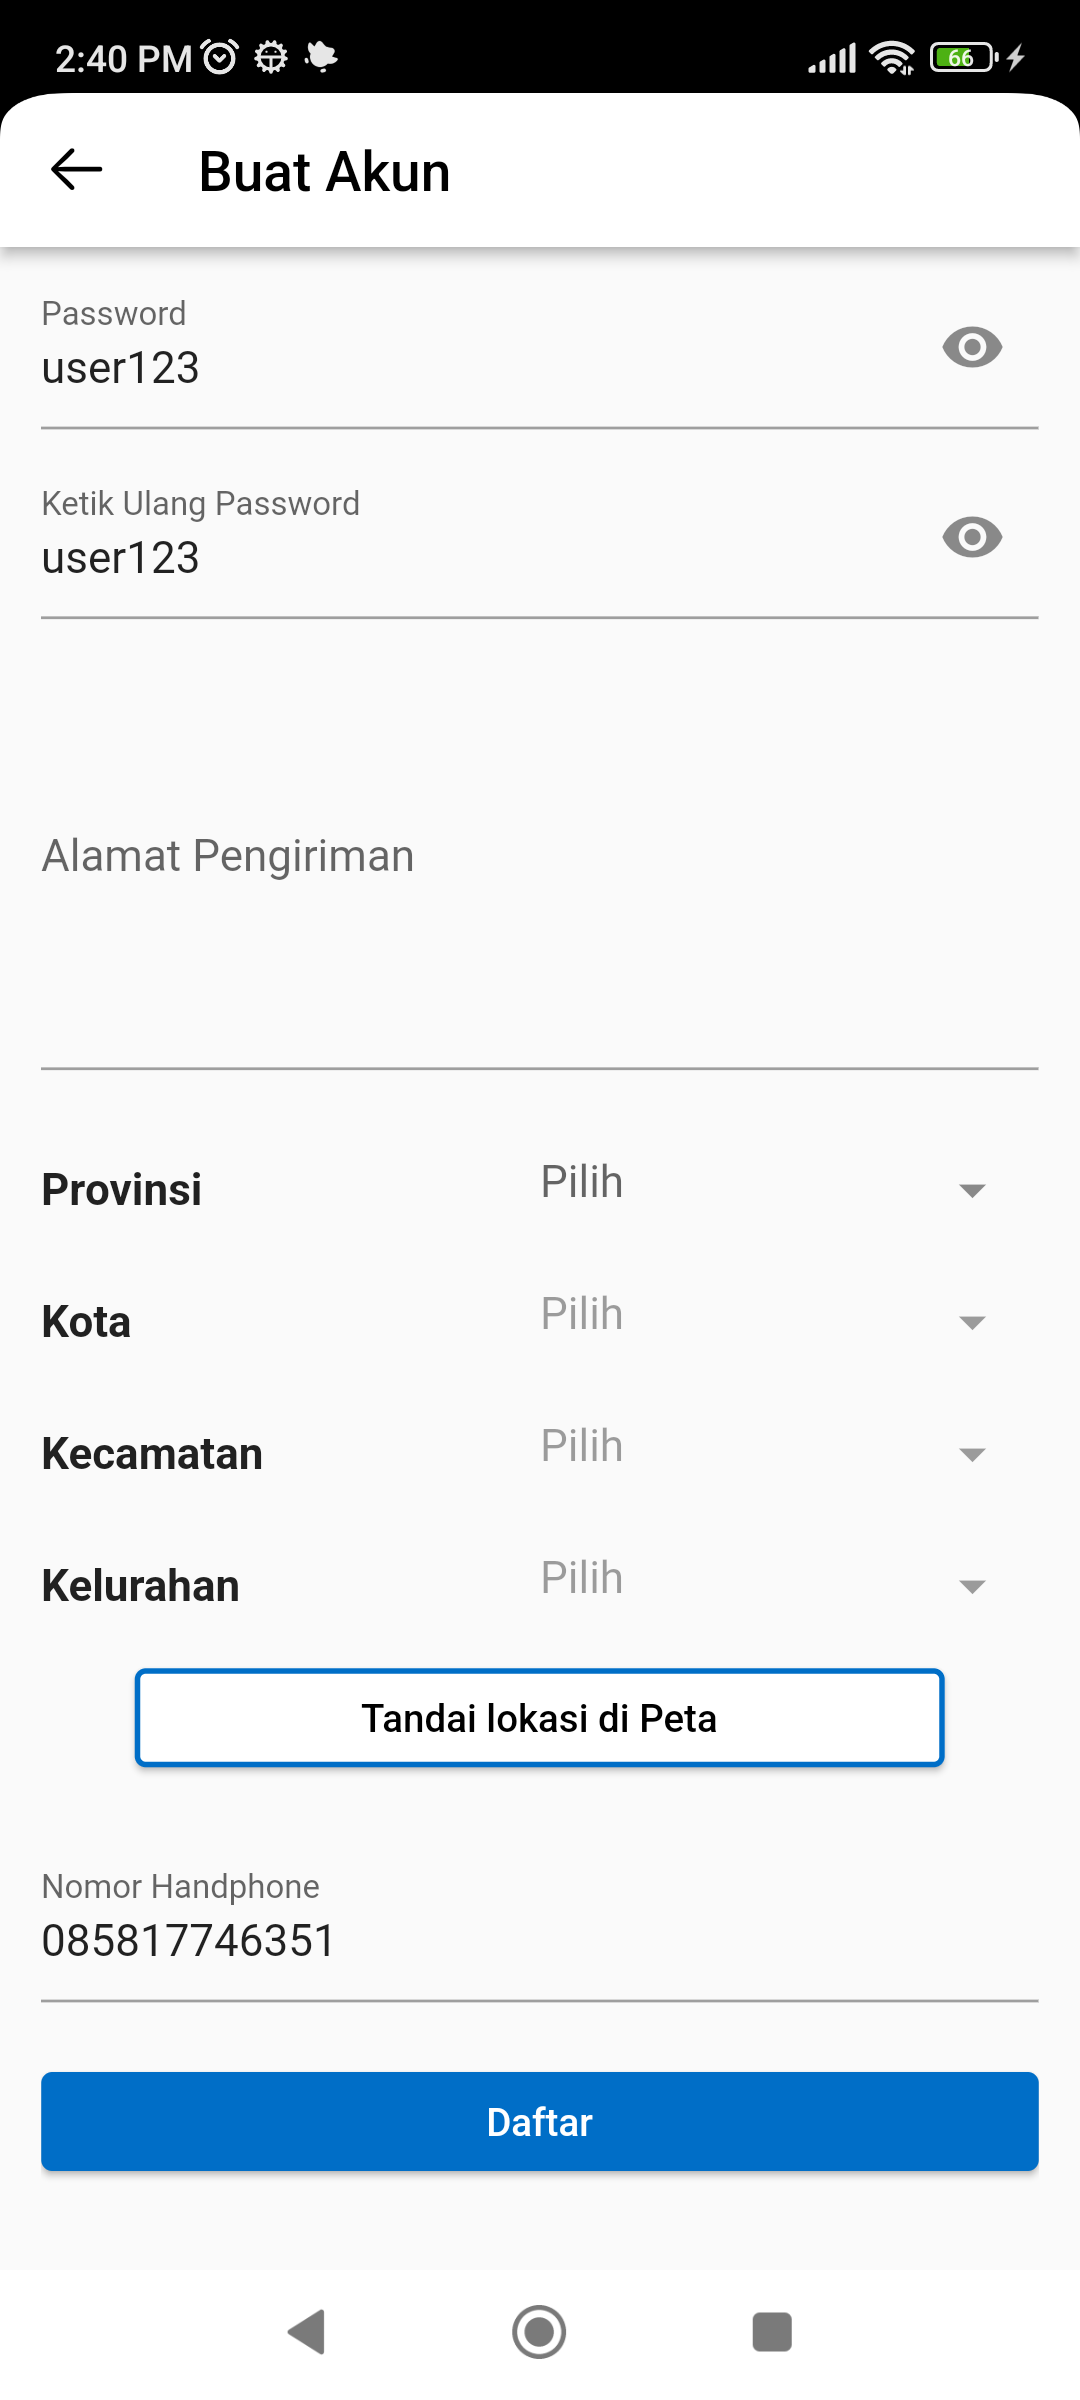 2:40 PM
66
Buat Akun
Password
user123
Ketik Ulang Password
user123
Alamat Pengiriman
Provinsi Pilih
Kota Pilih
Kecamatan Pilih
Kelurahan Pilih
Tandai lokasi di Peta
Nomor Handphone
085817746351
Daftar